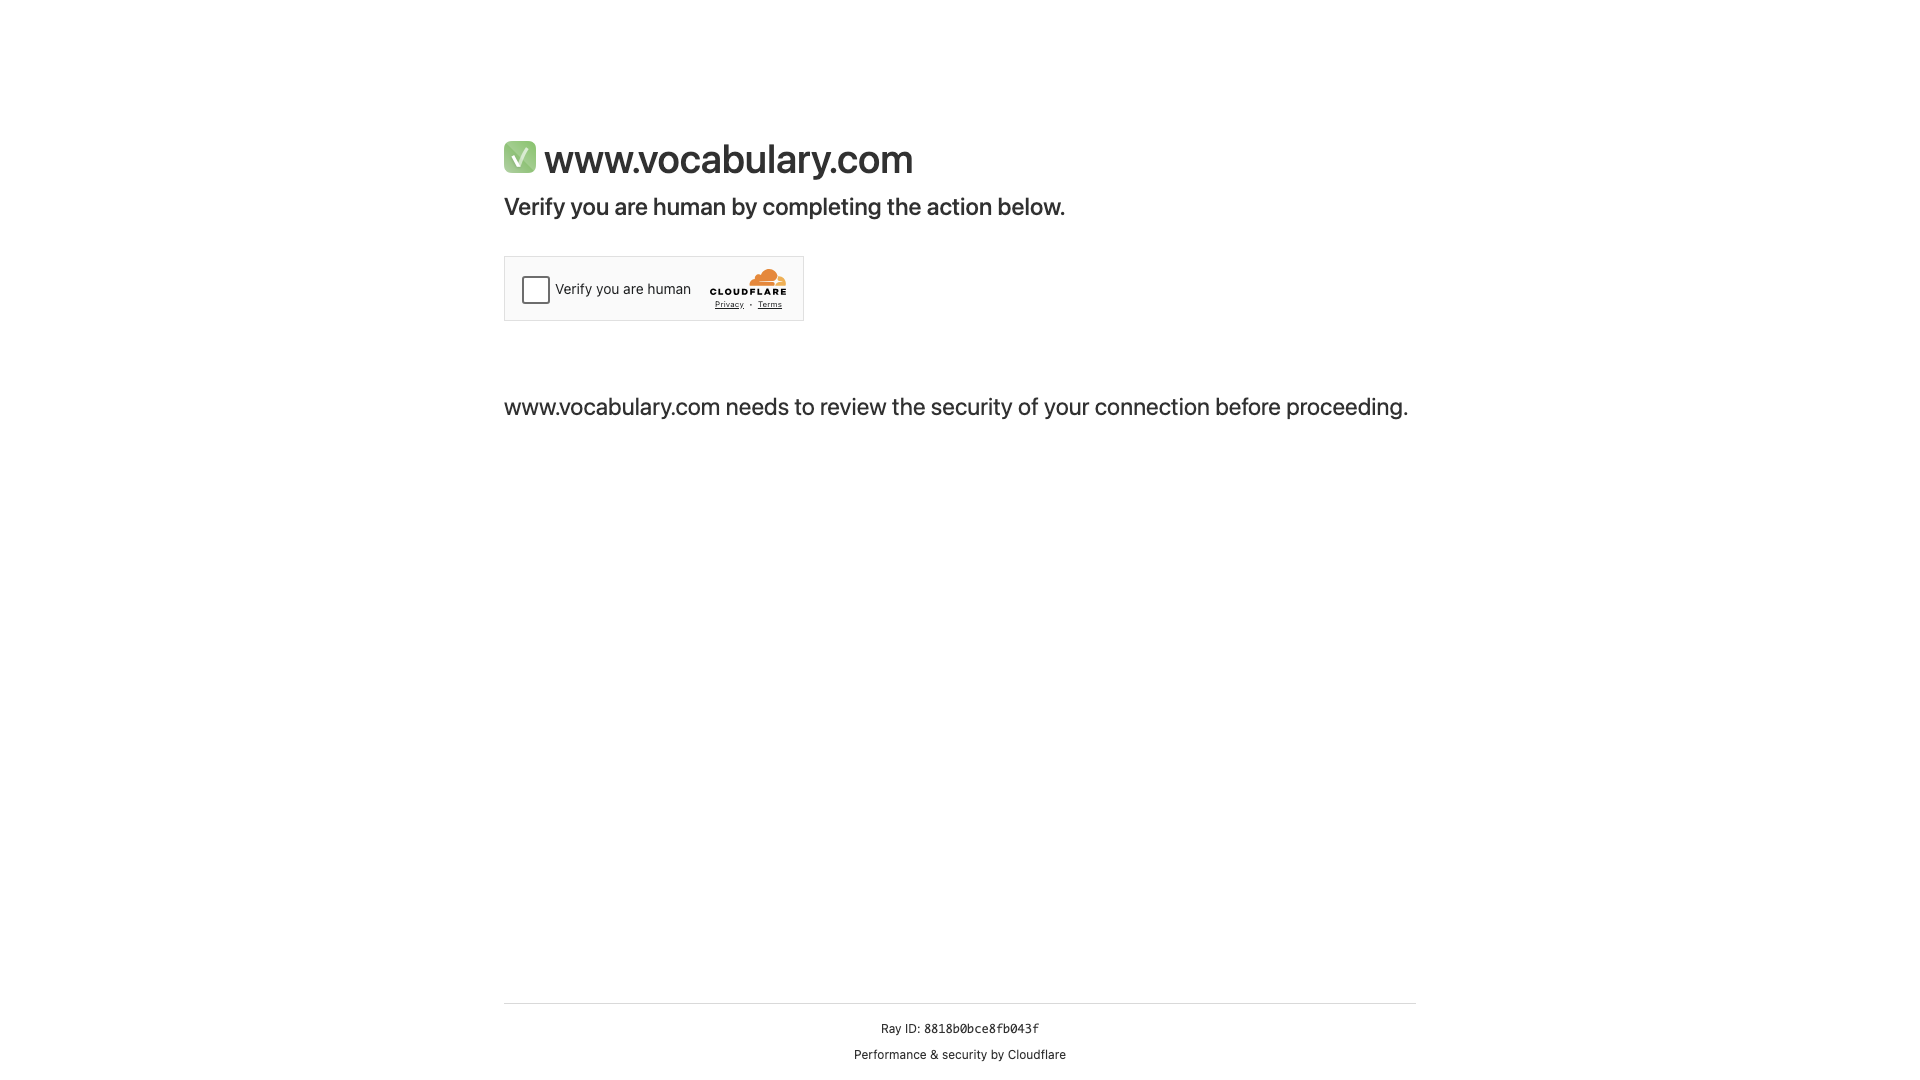 www.vocabulary.com
Verify you are human by completing the action below.
Verify you are human
CLOUDFLARE
Privacy • Terms
www.vocabulary.com needs to review the security of your connection before proceeding.
Ray ID: 8818b0bce8fb043f
Performance & security by Cloudflare